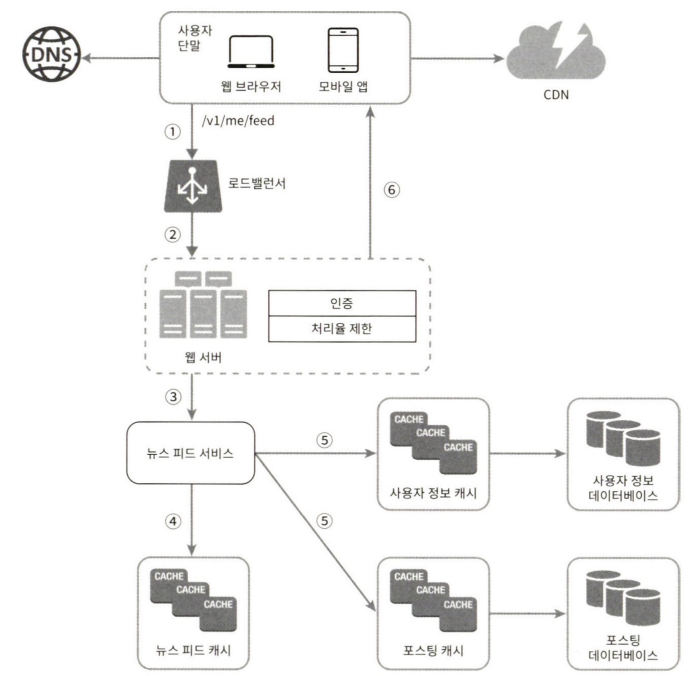 사용자
단말
DNS
웹 브라우저
모바일 앱
CDN
①
/v1/me/feed
로드밸런서
⑥
②
인증
처리율 제한
웹 서버
③
뉴스 피드 서비스
⑤
CACHE
CACHE
CACHE
사용자 정보 캐시
사용자 정보
데이터베이스
④
⑤
CACHE
CACHE
CACHE
뉴스 피드 캐시
CACHE
CACHE
CACHE
포스팅 캐시
포스팅
데이터베이스